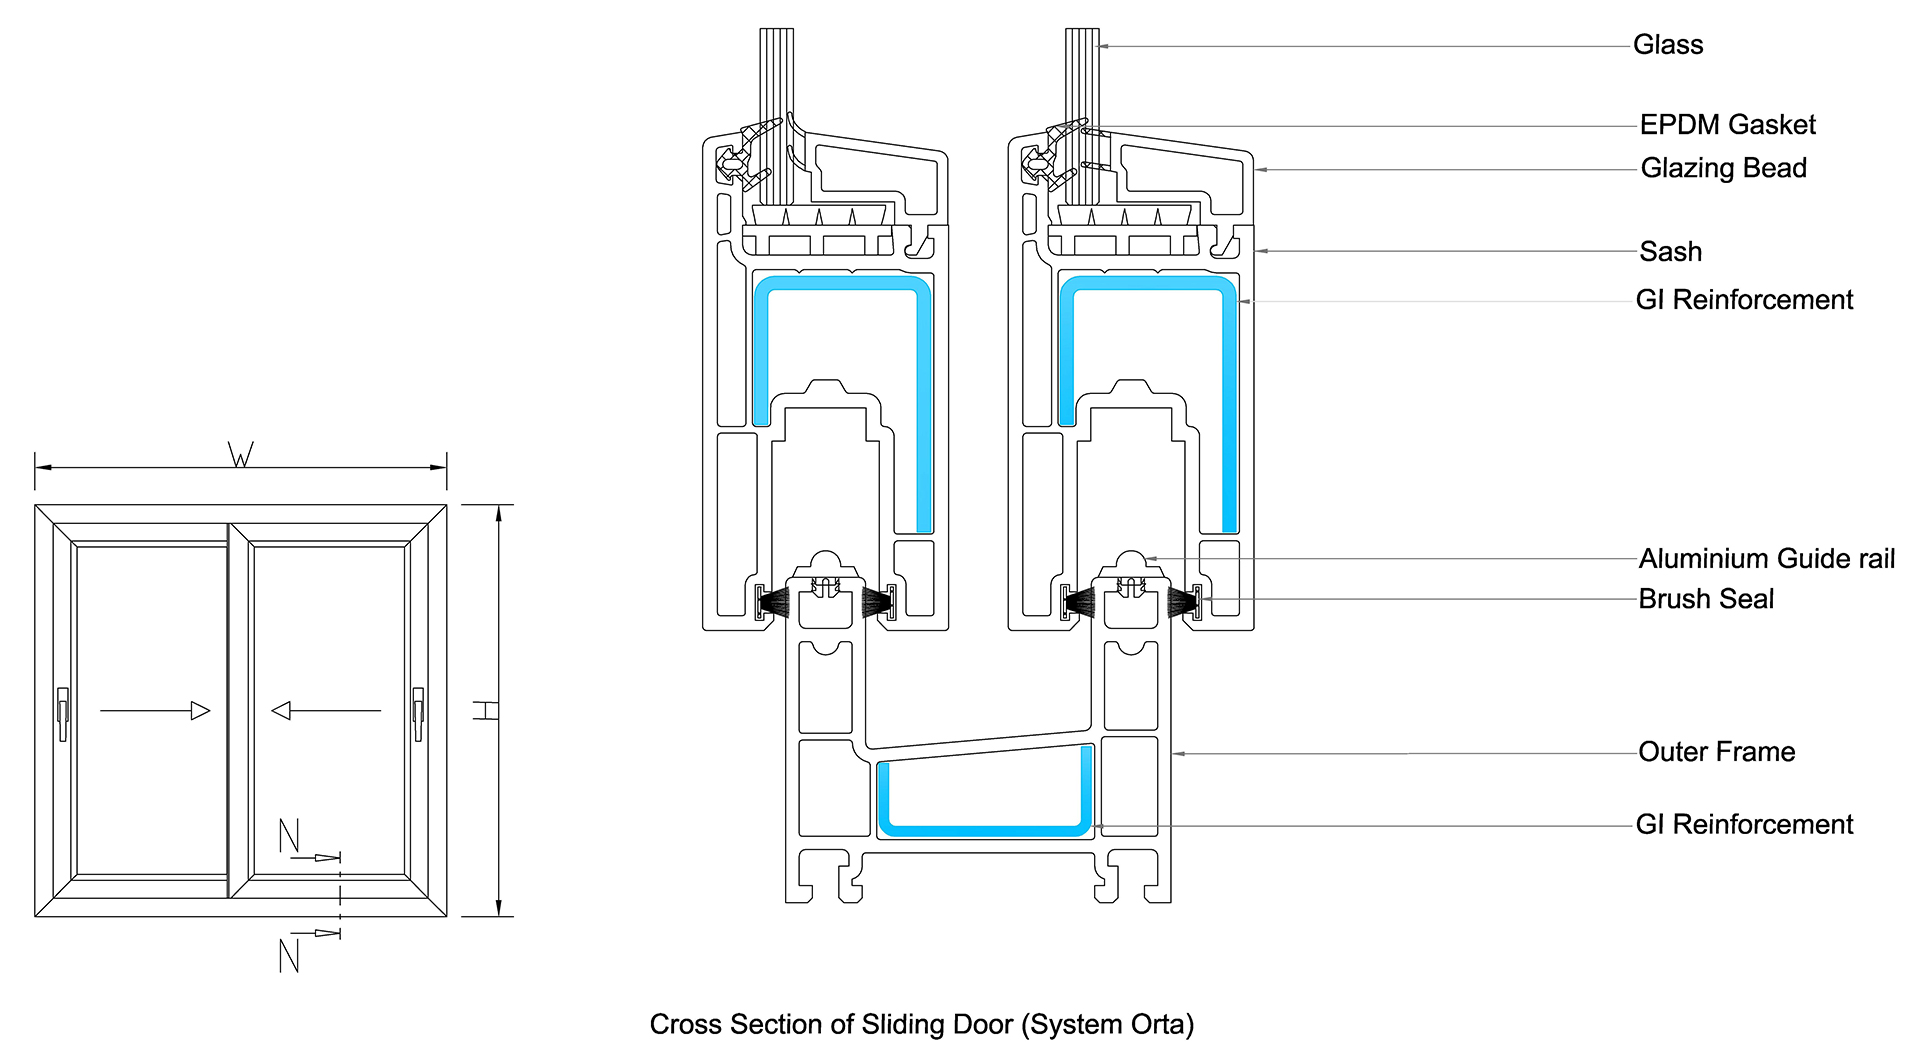 Glass
EPDM Gasket
Glazing Bead
Sash
GI Reinforcement
W
Aluminium Guide rail
Brush Seal
H
Outer Frame
GI Reinforcement
N
N
Cross Section of Sliding Door (System Orta)